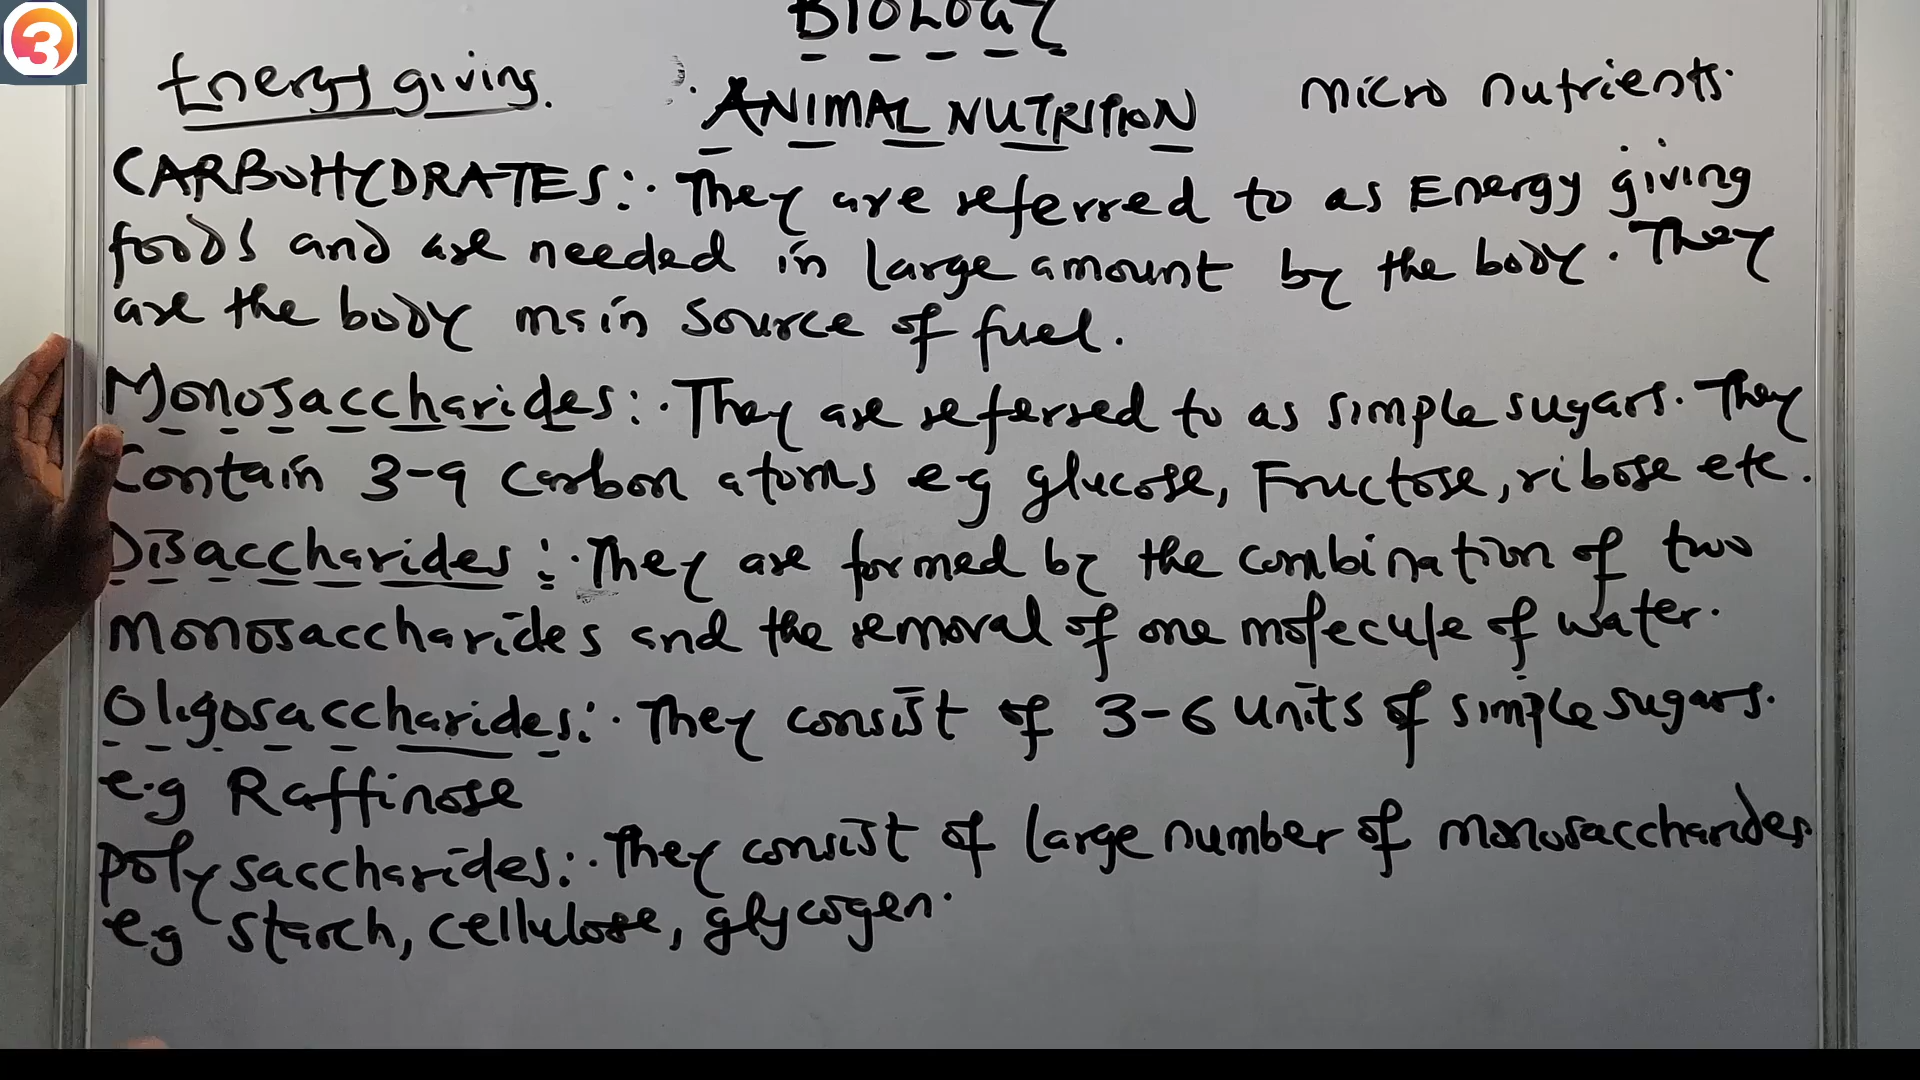 3
BIOLOGY
Energy giving.
ANIMAL NUTRITION
micro nutrients.
CARBOHYDRATES:. They are referred to as Energy giving
foods and are needed in large amount by the body. They
are the body main source of fuel.
Monosaccharides:. They are referred to as simple sugars. They
Contain 3-9 Carbon atoms e.g glucose, Fructose, ribose etc.
Disaccharides:. They are formed by the combination of two
monosaccharides and the removal of one molecule of water.
Oligosaccharides:. They consist of 3-6 units of simple sugars.
e.g Raffinose
polysaccharides:. They consist of large number of monosaccharides
eg starch, cellulose, glycogen.